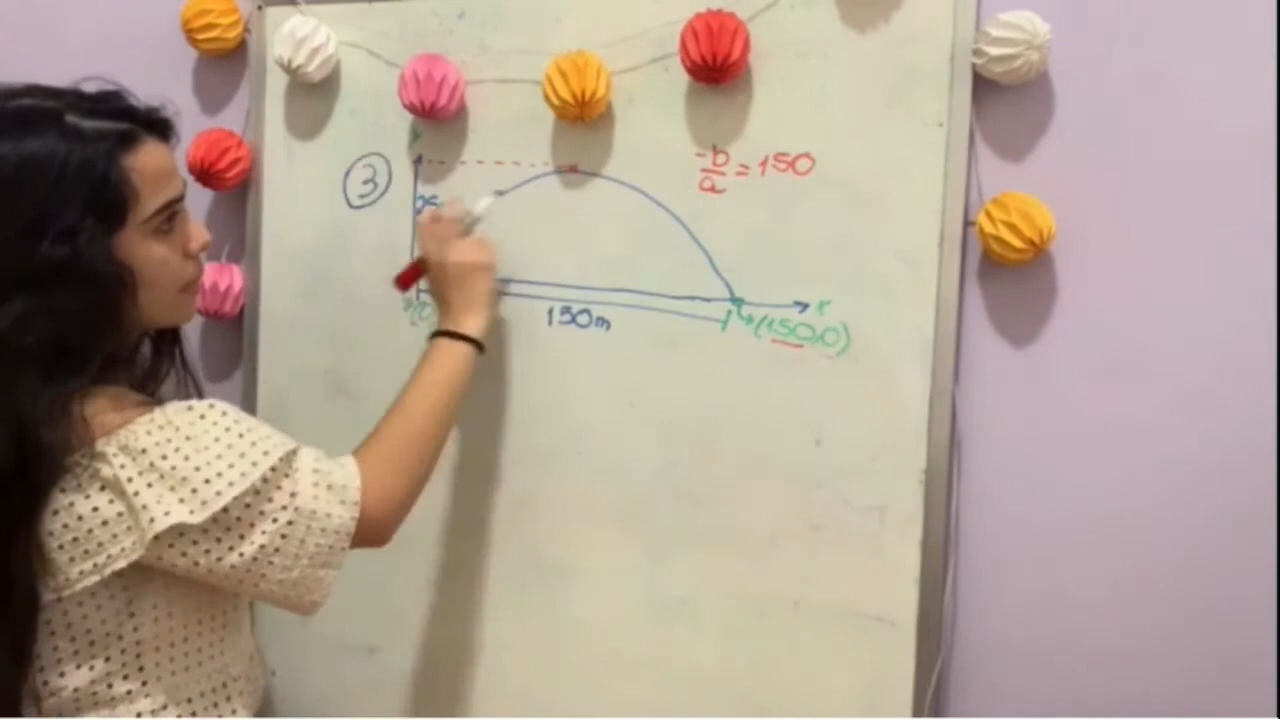 3
-b/a = 150
150m
x
(150,0)